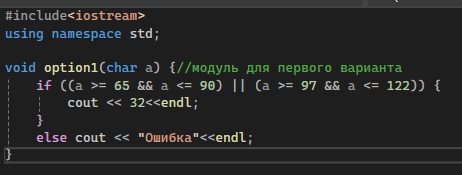 #include<iostream>
using namespace std;
void option1(char a) {//модуль для первого варианта
if ((a >= 65 && a <= 90) || (a >= 97 && a <= 122)) {
cout << 32<<endl;
}
else cout << "Ошибка"<<endl;
}